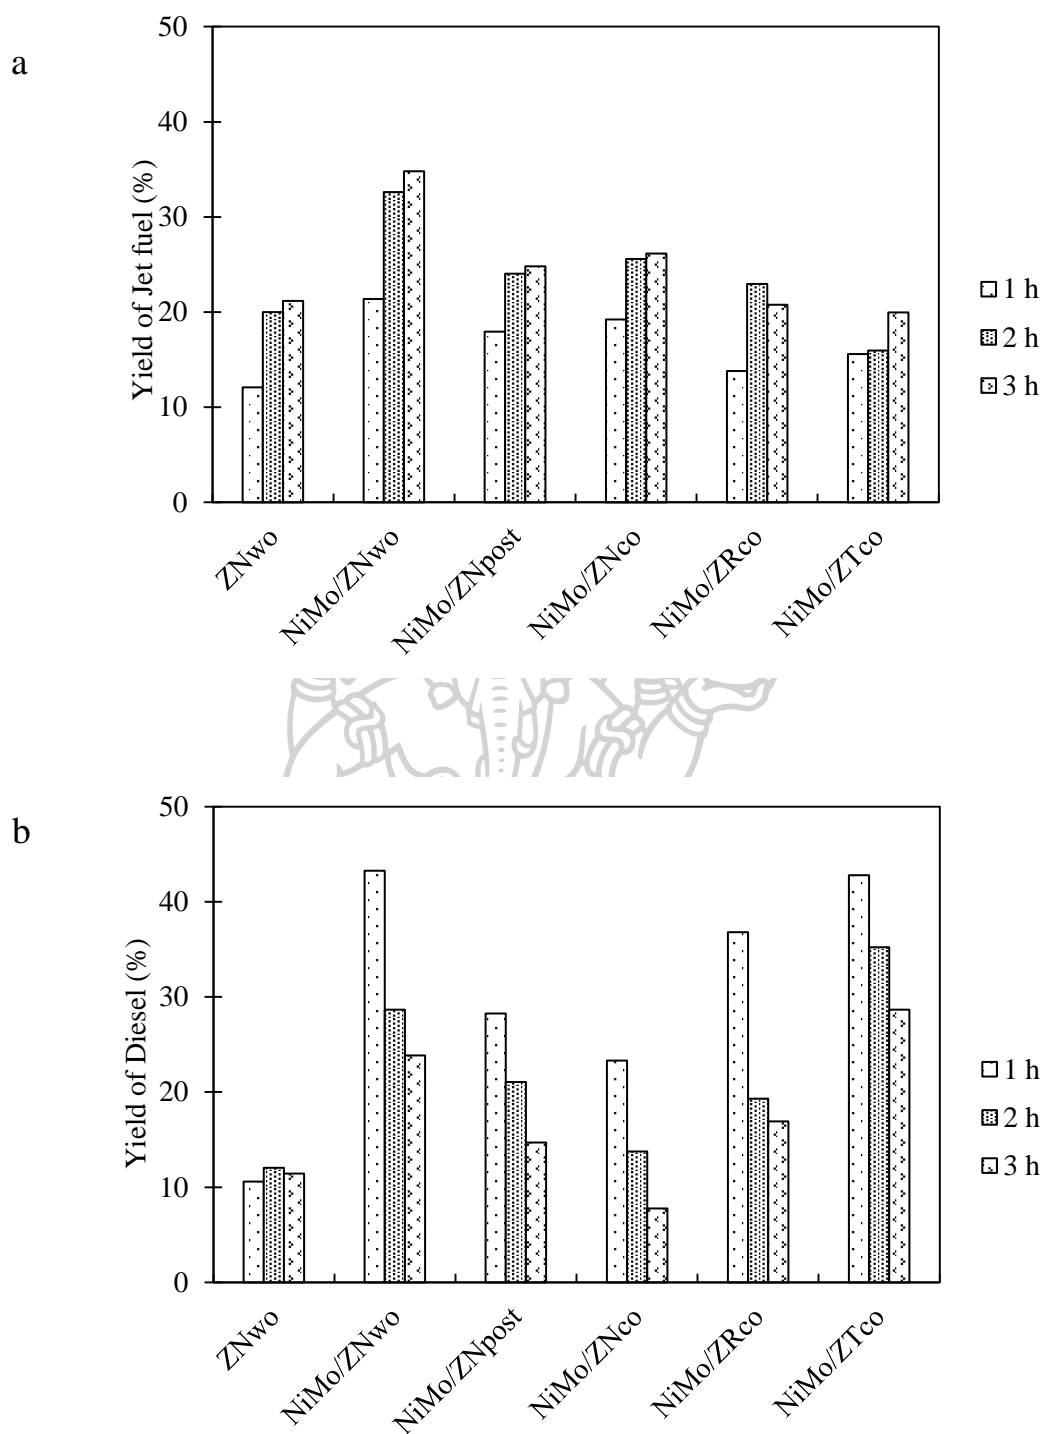 a
Yield of Jet fuel (%)
50
40
30
20
10
0
ZNwo
NiMo/ZNwo
NiMo/ZNpost
NiMo/ZNco
NiMo/ZRco
NiMo/ZTco
1 h
2 h
3 h
b
Yield of Diesel (%)
50
40
30
20
10
0
ZNwo
NiMo/ZNwo
NiMo/ZNpost
NiMo/ZNco
NiMo/ZRco
NiMo/ZTco
1 h
2 h
3 h